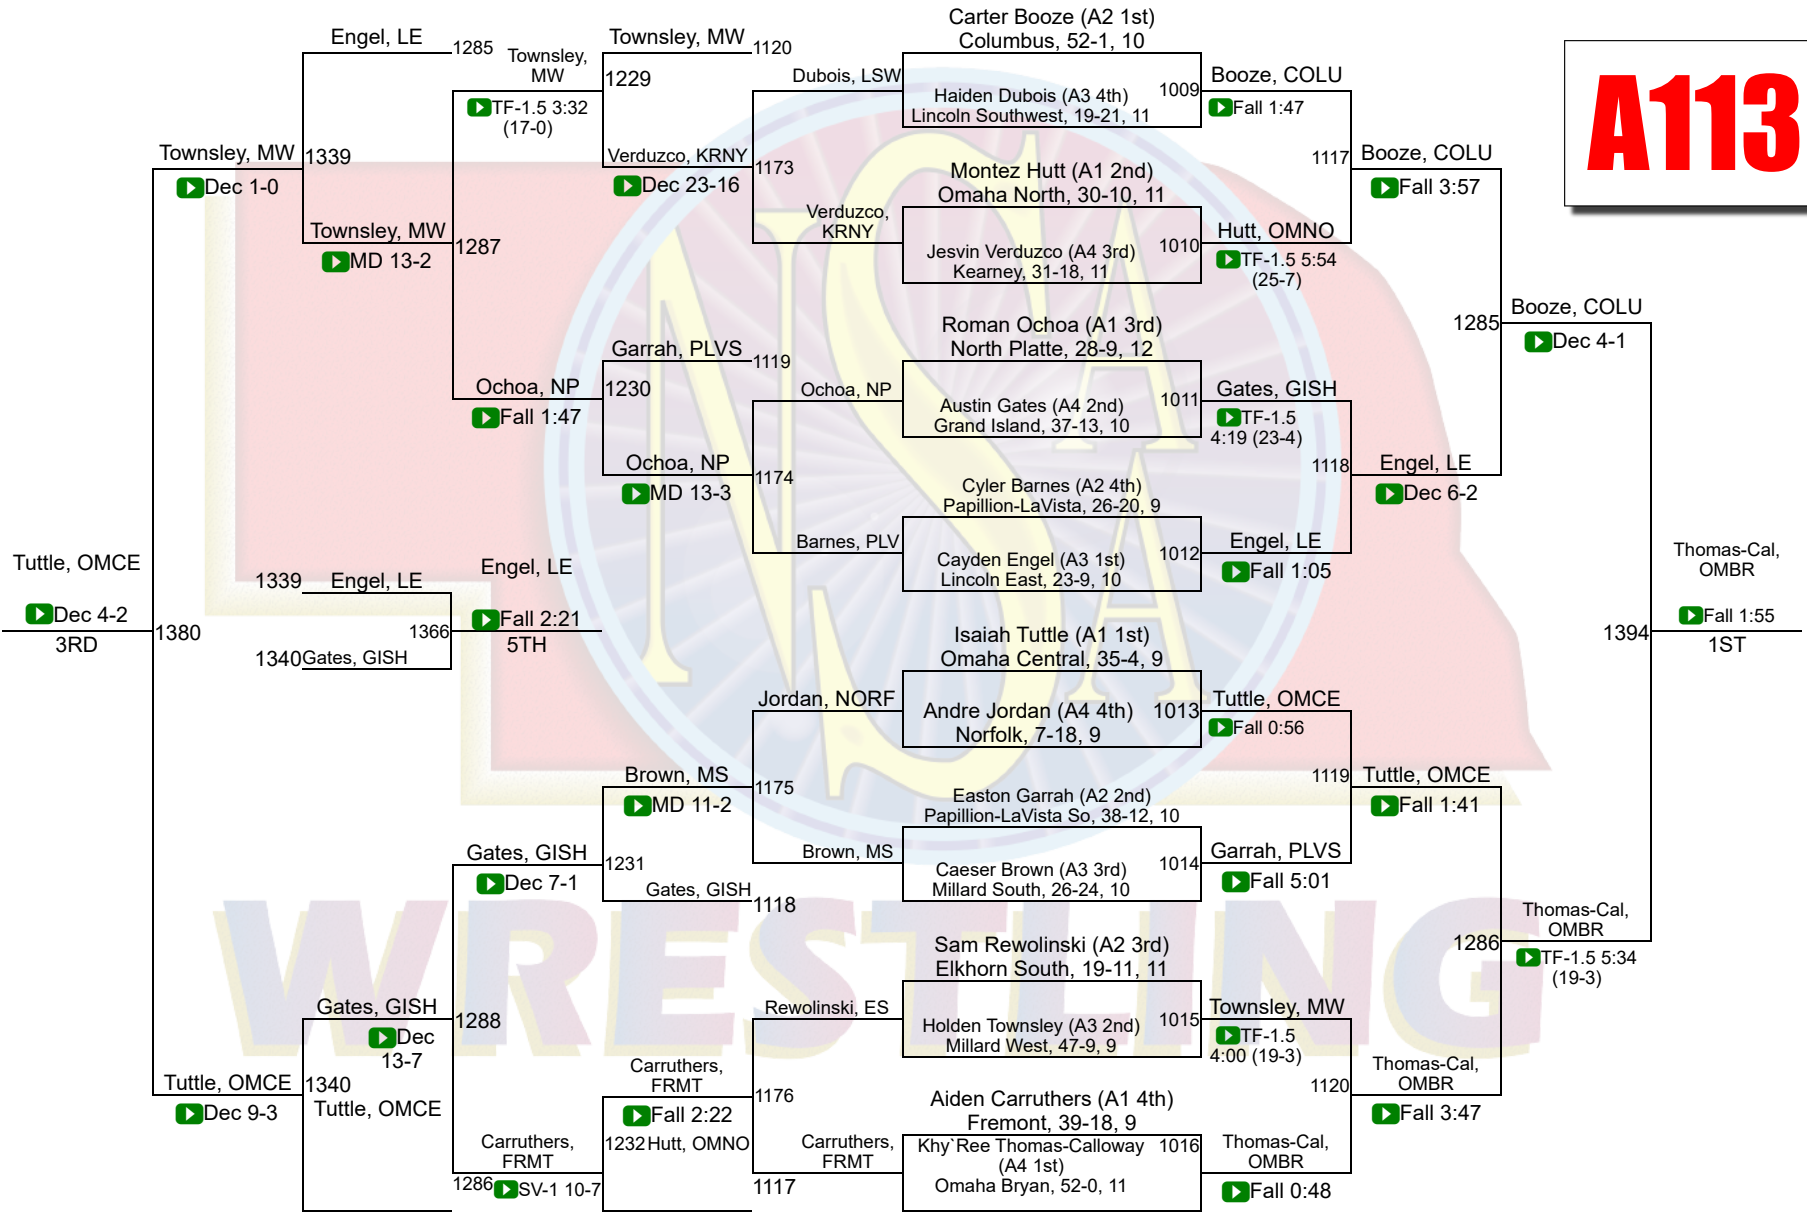 Carter Booze (A2 1st)
Columbus, 52-1, 10
Engel, LE
1285
Townsley,
MW
Townsley, MW
1120
1229
Dubois, LSW
Haiden Dubois (A3 4th)
Lincoln Southwest, 19-21, 11
1009
Booze, COLU
Fall 1:47
A113
TF-1.5 3:32
(17-0)
Townsley, MW
1339
Dec 1-0
Verduzco, KRNY
1173
Dec 23-16
Montez Hutt (A1 2nd)
Omaha North, 30-10, 11
1117
Booze, COLU
Fall 3:57
Verduzco,
KRNY
Townsley, MW
1287
MD 13-2
Jesvin Verduzco (A4 3rd)
Kearney, 31-18, 11
1010
Hutt, OMNO
TF-1.5 5:54
(25-7)
Roman Ochoa (A1 3rd)
North Platte, 28-9, 12
1285
Booze, COLU
Dec 4-1
Garrah, PLVS
1119
Ochoa, NP
1230
Fall 1:47
Ochoa, NP
Austin Gates (A4 2nd)
Grand Island, 37-13, 10
1011
Gates, GISH
TF-1.5
4:19 (23-4)
Ochoa, NP
1174
MD 13-3
Cyler Barnes (A2 4th)
Papillion-LaVista, 26-20, 9
1118
Engel, LE
Dec 6-2
Barnes, PLV
Cayden Engel (A3 1st)
Lincoln East, 23-9, 10
1012
Engel, LE
Fall 1:05
Tuttle, OMCE
Dec 4-2
3RD
1380
1339
Engel, LE
1366
1340
Gates, GISH
Engel, LE
Fall 2:21
5TH
Thomas-Cal,
OMBR
Fall 1:55
1ST
1394
Isaiah Tuttle (A1 1st)
Omaha Central, 35-4, 9
Jordan, NORF
Andre Jordan (A4 4th)
Norfolk, 7-18, 9
1013
Tuttle, OMCE
Fall 0:56
Brown, MS
1175
MD 11-2
Easton Garrah (A2 2nd)
Papillion-LaVista So, 38-12, 10
1119
Tuttle, OMCE
Fall 1:41
Gates, GISH
1231
Dec 7-1
Brown, MS
Caeser Brown (A3 3rd)
Millard South, 26-24, 10
1014
Garrah, PLVS
Fall 5:01
Gates, GISH
1118
Sam Rewolinski (A2 3rd)
Elkhorn South, 19-11, 11
1286
Thomas-Cal,
OMBR
TF-1.5 5:34
(19-3)
Gates, GISH
1288
Dec
13-7
Rewolinski, ES
Holden Townsley (A3 2nd)
Millard West, 47-9, 9
1015
Townsley, MW
TF-1.5
4:00 (19-3)
Tuttle, OMCE
1340
Dec 9-3
Tuttle, OMCE
Carruthers,
FRMT
1176
Fall 2:22
Aiden Carruthers (A1 4th)
Fremont, 39-18, 9
1120
Thomas-Cal,
OMBR
Fall 3:47
Carruthers,
FRMT
1286
SV-1 10-7
1232
Hutt, OMNO
1117
Carruthers,
FRMT
Khy`Ree Thomas-Calloway
(A4 1st)
Omaha Bryan, 52-0, 11
1016
Thomas-Cal,
OMBR
Fall 0:48
NSAA
WRESTLING